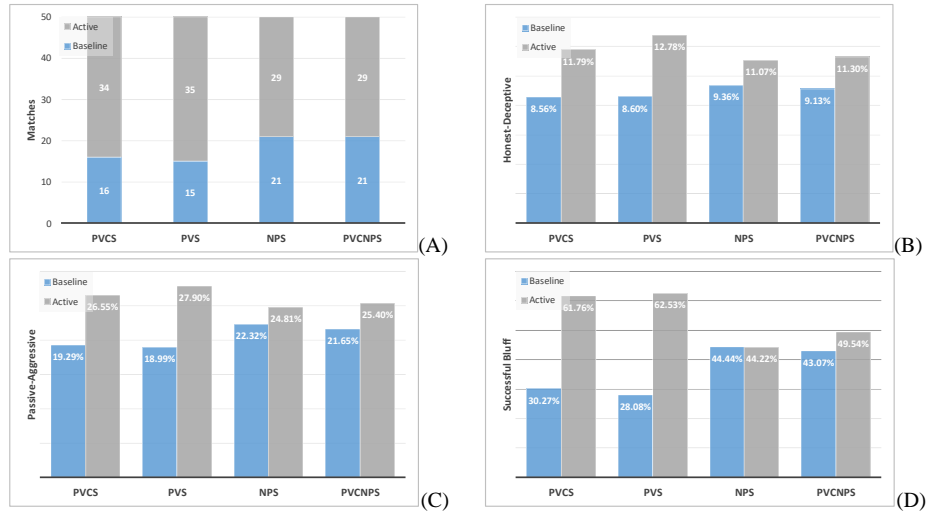 50
Active
Baseline
40
34
35
29
29
30
Matches
20
16
15
21
21
10
0
PVCS
PVS
NPS
PVCNPS
(A)
Baseline
Active
11.79%
12.78%
11.07%
11.30%
8.56%
8.60%
9.36%
9.13%
Honest-Deceptive
PVCS
PVS
NPS
PVCNPS
(B)
Baseline
Active
26.55%
27.90%
24.81%
25.40%
19.29%
18.99%
22.32%
21.65%
Passive-Aggressive
PVCS
PVS
NPS
PVCNPS
(C)
Baseline
Active
61.76%
62.53%
44.44%
44.22%
43.07%
49.54%
30.27%
28.08%
Successful Bluff
PVCS
PVS
NPS
PVCNPS
(D)